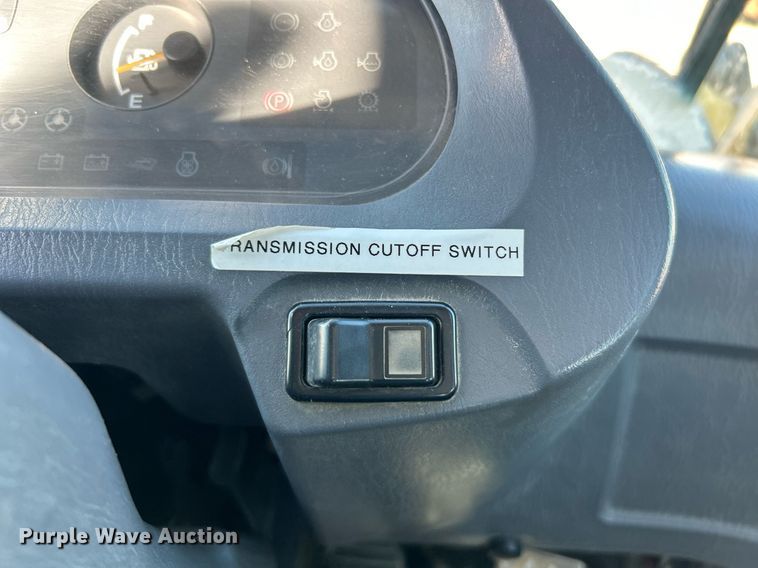 E
P
RANSMISSION CUTOFF SWITCH
Purple Wave Auction